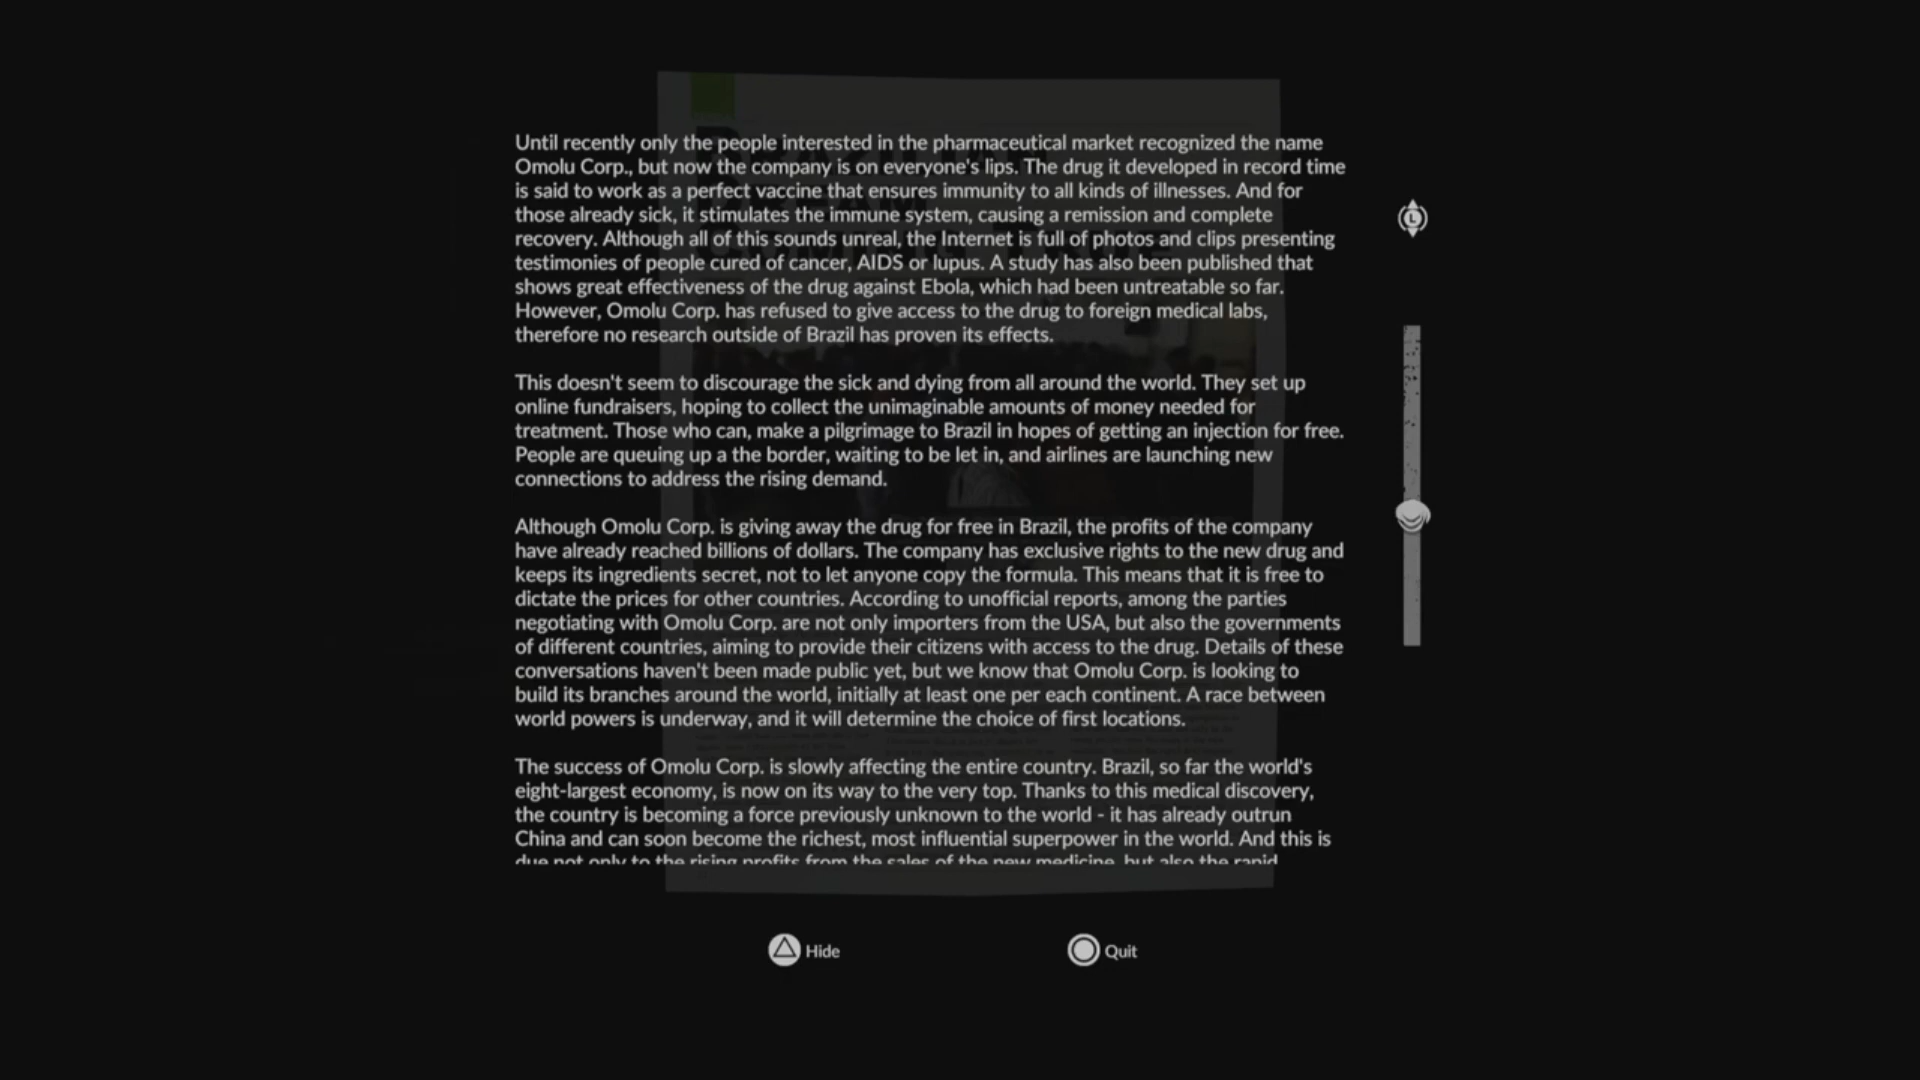 Until recently only the people interested in the pharmaceutical market recognized the name
Omolu Corp., but now the company is on everyone's lips. The drug it developed in record time
is said to work as a perfect vaccine that ensures immunity to all kinds of illnesses. And for
those already sick, it stimulates the immune system, causing a remission and complete
recovery. Although all of this sounds unreal, the Internet is full of photos and clips presenting
testimonies of people cured of cancer, AIDS or lupus. A study has also been published that
shows great effectiveness of the drug against Ebola, which had been untreatable so far.
However, Omolu Corp. has refused to give access to the drug to foreign medical labs,
therefore no research outside of Brazil has proven its effects.
This doesn't seem to discourage the sick and dying from all around the world. They set up
online fundraisers, hoping to collect the unimaginable amounts of money needed for
treatment. Those who can, make a pilgrimage to Brazil in hopes of getting an injection for free.
People are queuing up a the border, waiting to be let in, and airlines are launching new
connections to address the rising demand.
Although Omolu Corp. is giving away the drug for free in Brazil, the profits of the company
have already reached billions of dollars. The company has exclusive rights to the new drug and
keeps its ingredients secret, not to let anyone copy the formula. This means that it is free to
dictate the prices for other countries. According to unofficial reports, among the parties
negotiating with Omolu Corp. are not only importers from the USA, but also the governments
of different countries, aiming to provide their citizens with access to the drug. Details of these
conversations haven't been made public yet, but we know that Omolu Corp. is looking to
build its branches around the world, initially at least one per each continent. A race between
world powers is underway, and it will determine the choice of first locations.
The success of Omolu Corp. is slowly affecting the entire country. Brazil, so far the world's
eight-largest economy, is now on its way to the very top. Thanks to this medical discovery,
the country is becoming a force previously unknown to the world - it has already outrun
China and can soon become the richest, most influential superpower in the world. And this is
due not only to the rising profits from the sales of the new medicine, but also the rapid
L
Hide
Quit